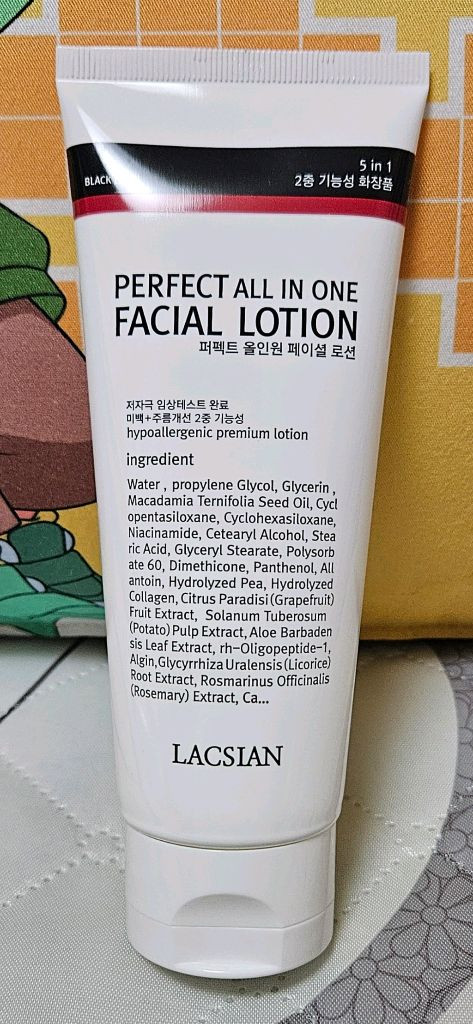 5 in 1
BLACK
2중 기능성 화장품
PERFECT ALL IN ONE
FACIAL LOTION
퍼펙트 올인원 페이셜 로션
저자극 임상테스트 완료
미백+주름개선 2중 기능성
hypoallergenic premium lotion
ingredient
Water , propylene Glycol, Glycerin ,
Macadamia Ternifolia Seed Oil, Cycl
opentasiloxane, Cyclohexasiloxane,
Niacinamide, Cetearyl Alcohol, Stea
ric Acid, Glyceryl Stearate, Polysorb
ate 60, Dimethicone, Panthenol, All
antoin, Hydrolyzed Pea, Hydrolyzed
Collagen, Citrus Paradisi(Grapefruit)
Fruit Extract, Solanum Tuberosum
(Potato) Pulp Extract, Aloe Barbaden
sis Leaf Extract, rh-Oligopeptide-1,
Algin,Glycyrrhiza Uralensis(Licorice)
Root Extract, Rosmarinus Officinalis
(Rosemary) Extract, Ca...
LACSIAN